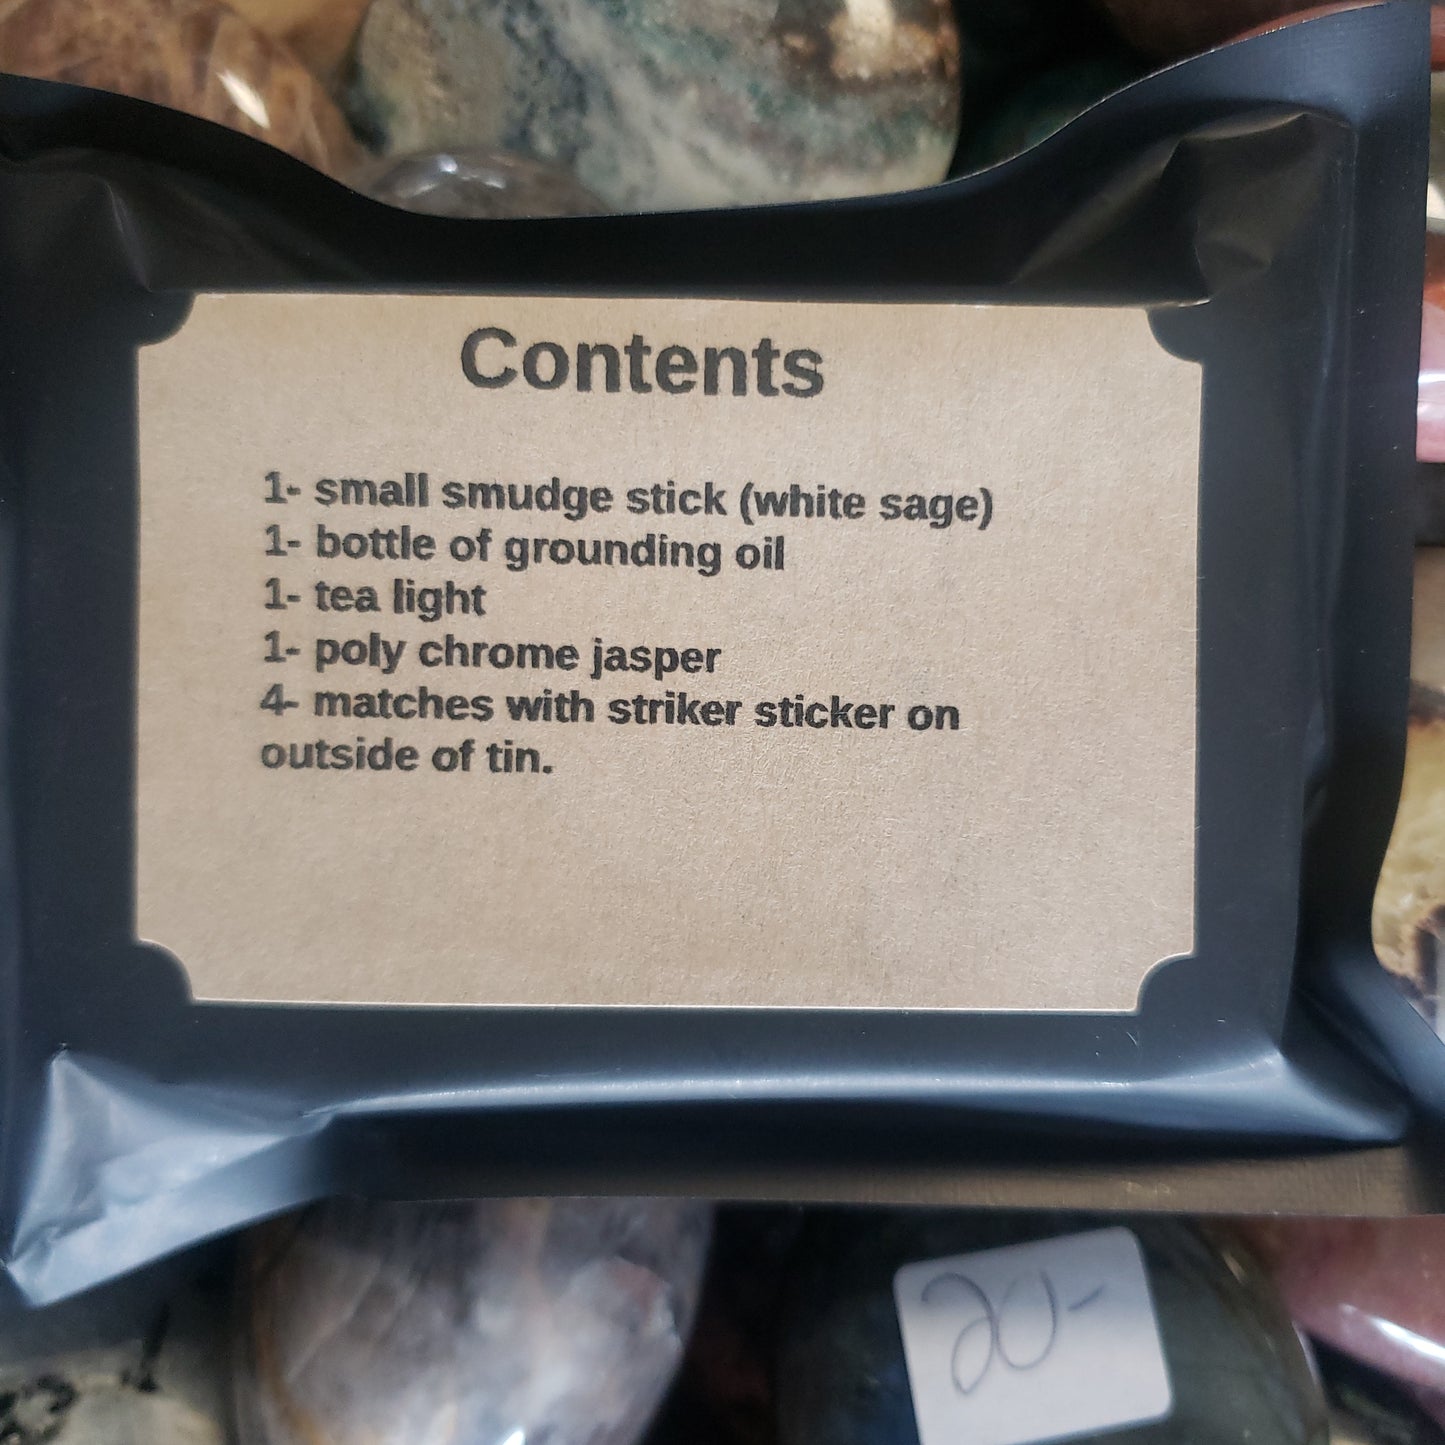 Contents
1- small smudge stick (white sage)
1- bottle of grounding oil
1- tea light
1- poly chrome jasper
4- matches with striker sticker on
outside of tin.
20-